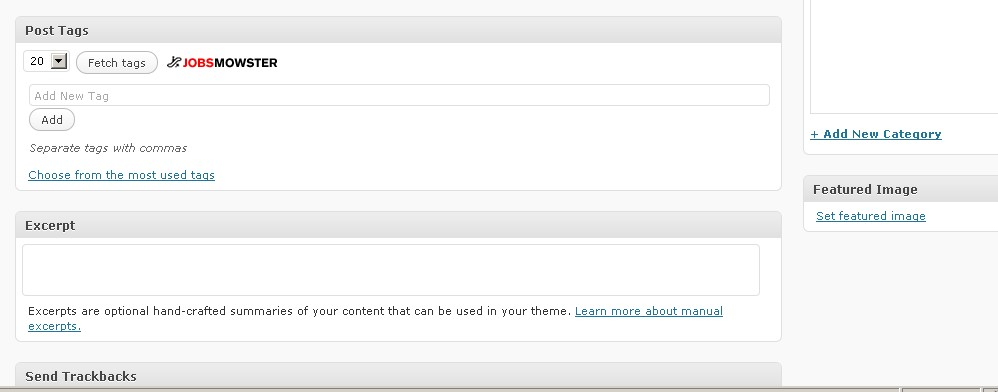 Post Tags
20 Fetch tags JOBSMOWSTER
Add New Tag
Add
Separate tags with commas
Choose from the most used tags
Excerpt
Excerpts are optional hand-crafted summaries of your content that can be used in your theme. Learn more about manual
excerpts.
Send Trackbacks
+ Add New Category
Featured Image
Set featured image